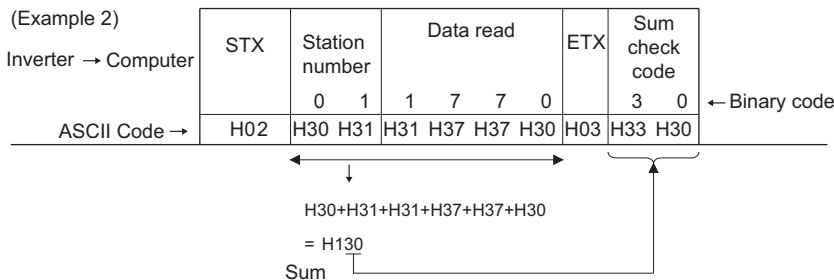 (Example 2)
Inverter → Computer
STX
Station number
Data read
ETX
Sum check code
0 1 1 7 7 0 3 0
← Binary code
ASCII Code →
H02 H30 H31 H31 H37 H37 H30 H03 H33 H30
H30+H31+H31+H37+H37+H30
= H130
Sum